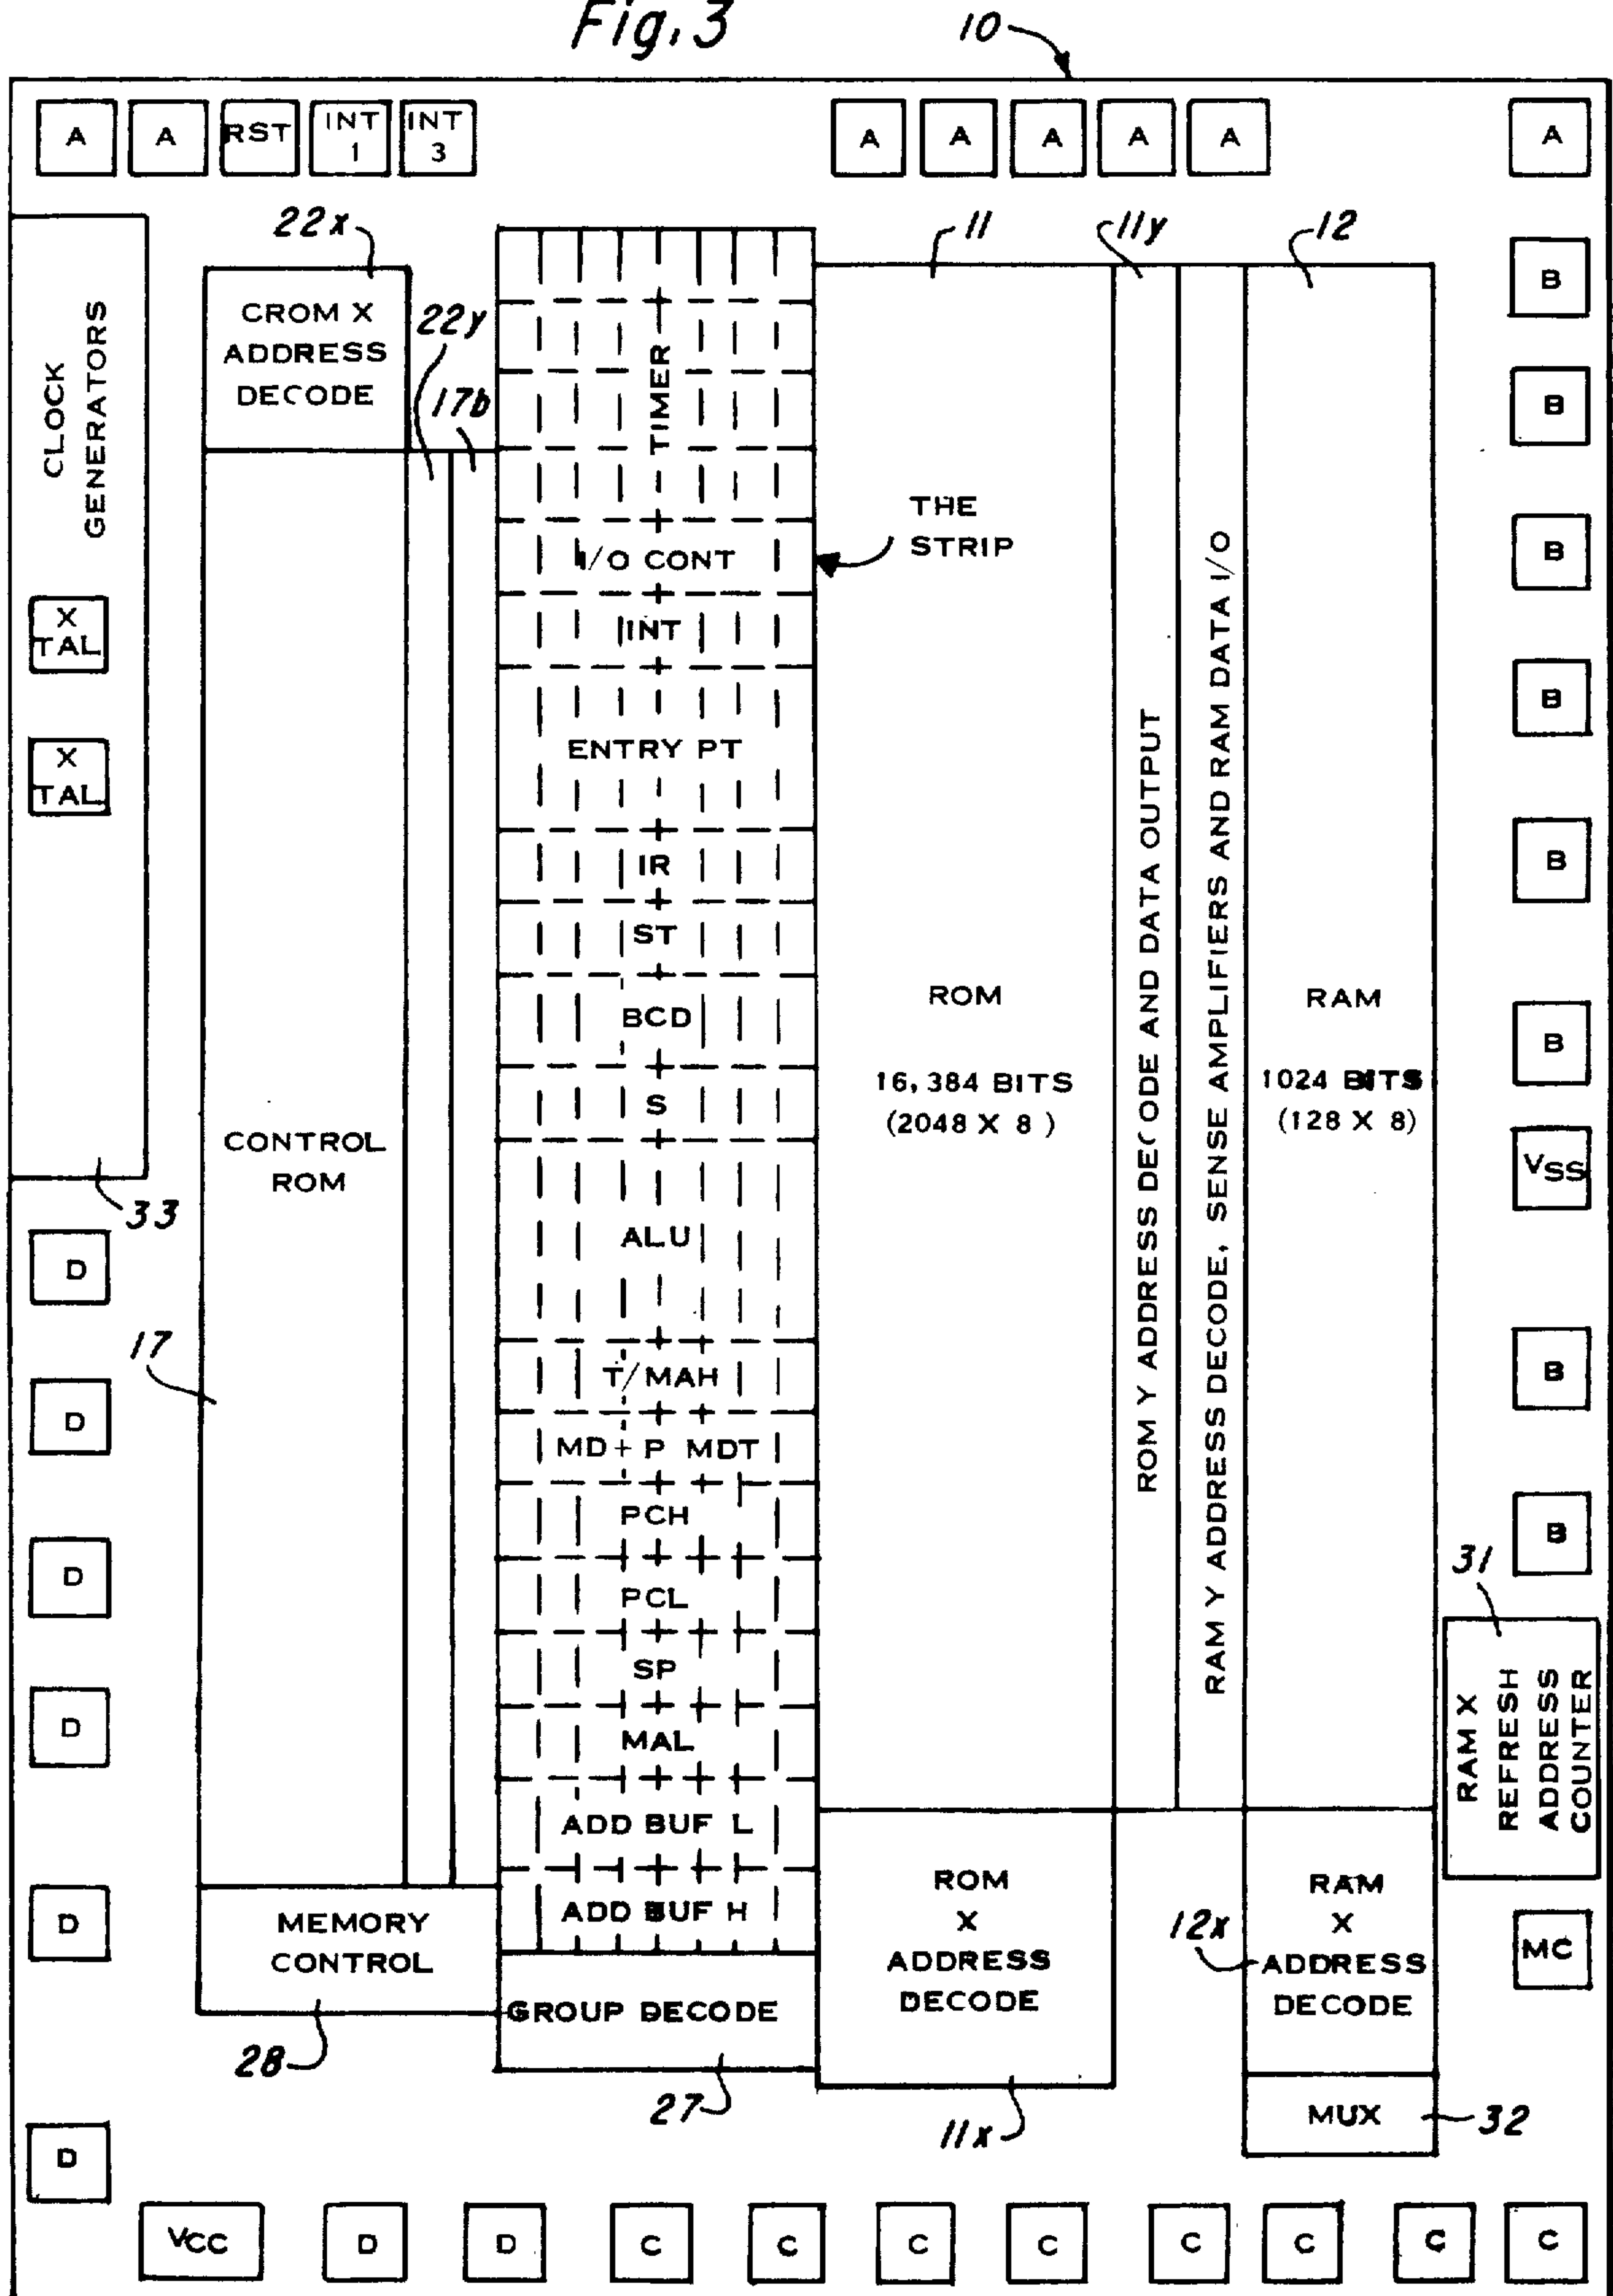 Fig. 3
10
A
A
RST
INT
1
INT
3
A
A
A
A
A
A
CLOCK
GENERATORS
X
TAL
X
TAL
33
22x
CROM X
ADDRESS
DECODE
22y
17b
CONTROL
ROM
17
MEMORY
CONTROL
28
TIMER
I/O CONT
INT
ENTRY PT
IR
ST
BCD
S
ALU
T/MAH
MD + P MDT
PCH
PCL
SP
MAL
ADD BUF L
ADD BUF H
GROUP DECODE
27
THE
STRIP
11
ROM
16,384 BITS
(2048 X 8)
ROM
X
ADDRESS
DECODE
11x
11y
ROM Y ADDRESS DECODE AND DATA OUTPUT
RAM Y ADDRESS DECODE, SENSE AMPLIFIERS AND RAM DATA I/O
12
RAM
1024 BITS
(128 X 8)
12x
RAM
X
ADDRESS
DECODE
MUX
32
B
B
B
B
B
B
VSS
B
B
31
RAM X
REFRESH
ADDRESS
COUNTER
MC
D
D
D
D
D
D
VCC
D
D
C
C
C
C
C
C
C
C